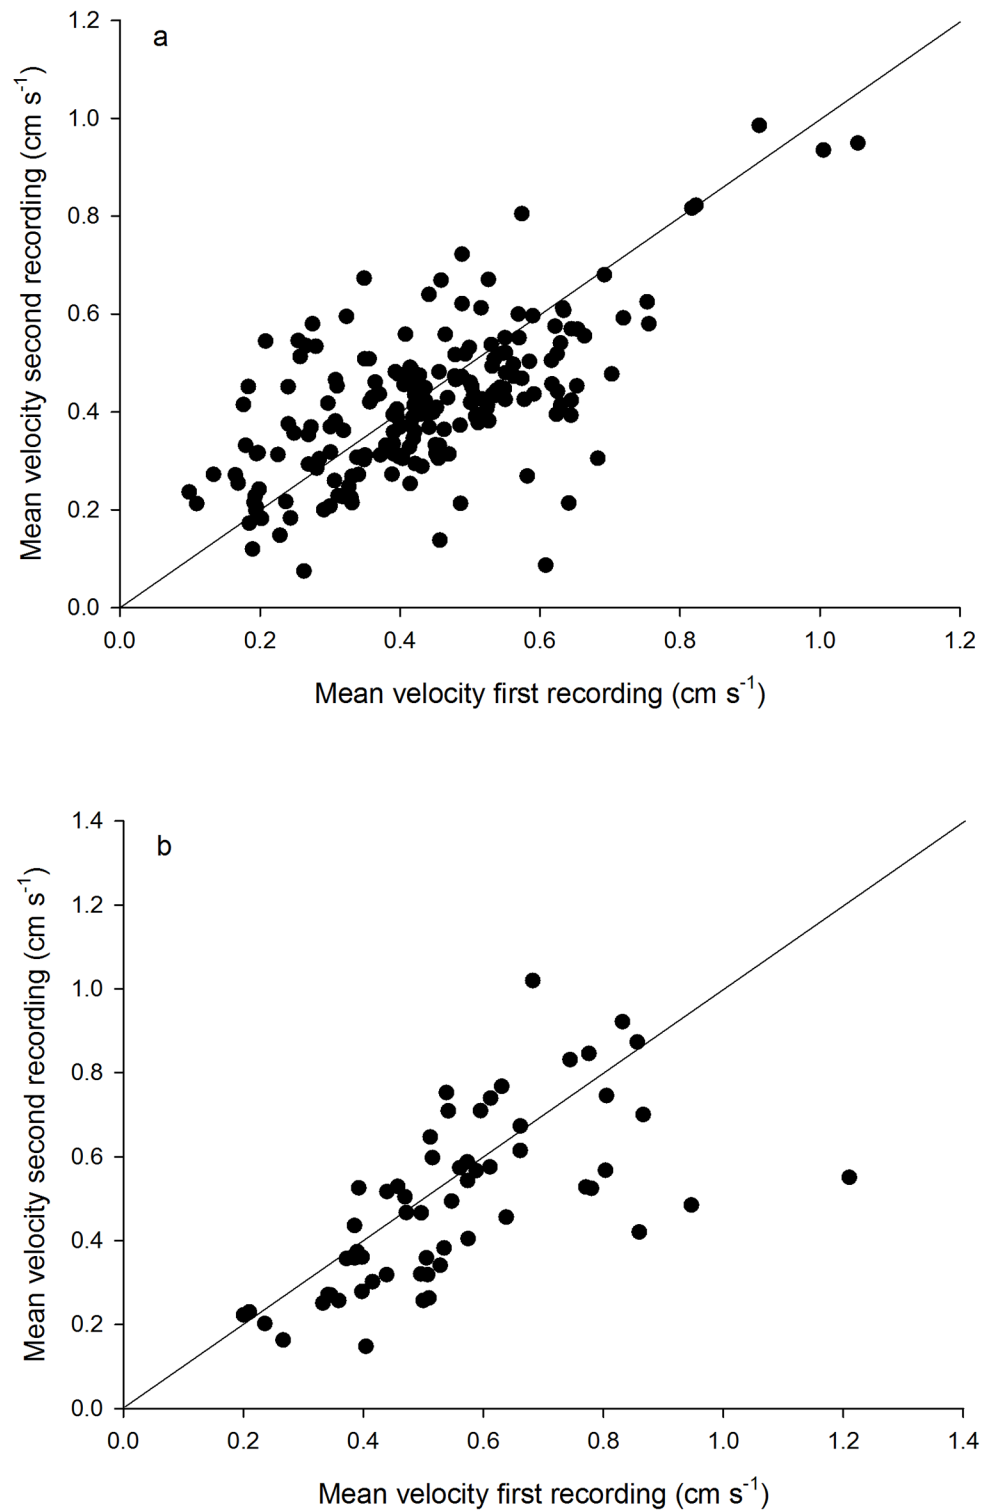 a
1.2
1.0
0.8
0.6
0.4
0.2
0.0
Mean velocity second recording (cm s⁻¹)
0.0 0.2 0.4 0.6 0.8 1.0 1.2
Mean velocity first recording (cm s⁻¹)
b
1.4
1.2
1.0
0.8
0.6
0.4
0.2
0.0
Mean velocity second recording (cm s⁻¹)
0.0 0.2 0.4 0.6 0.8 1.0 1.2 1.4
Mean velocity first recording (cm s⁻¹)